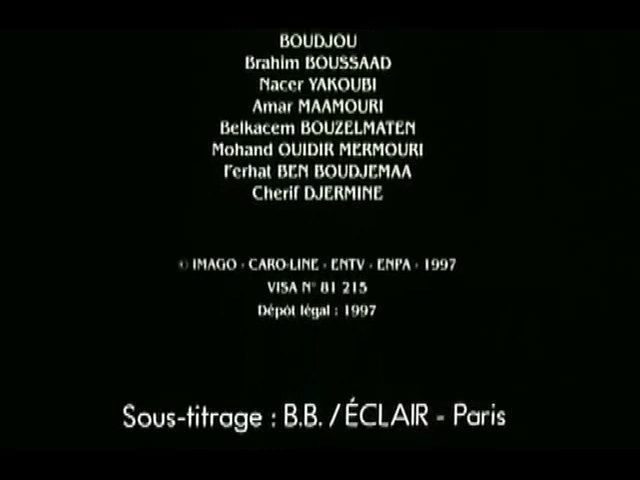 BOUDJOU
Brahim BOUSSAAD
Nacer YAKOUBI
Amar MAAMOURI
Belkacem BOUZELMATEN
Mohand OUIDIR MERMOURI
Ferhat BEN BOUDJEMAA
Cherif DJERMINE
© IMAGO - CARO-LINE - ENTV - ENPA - 1997
VISA N° 81 215
Dépôt légal : 1997
Sous-titrage : B.B. / ÉCLAIR - Paris